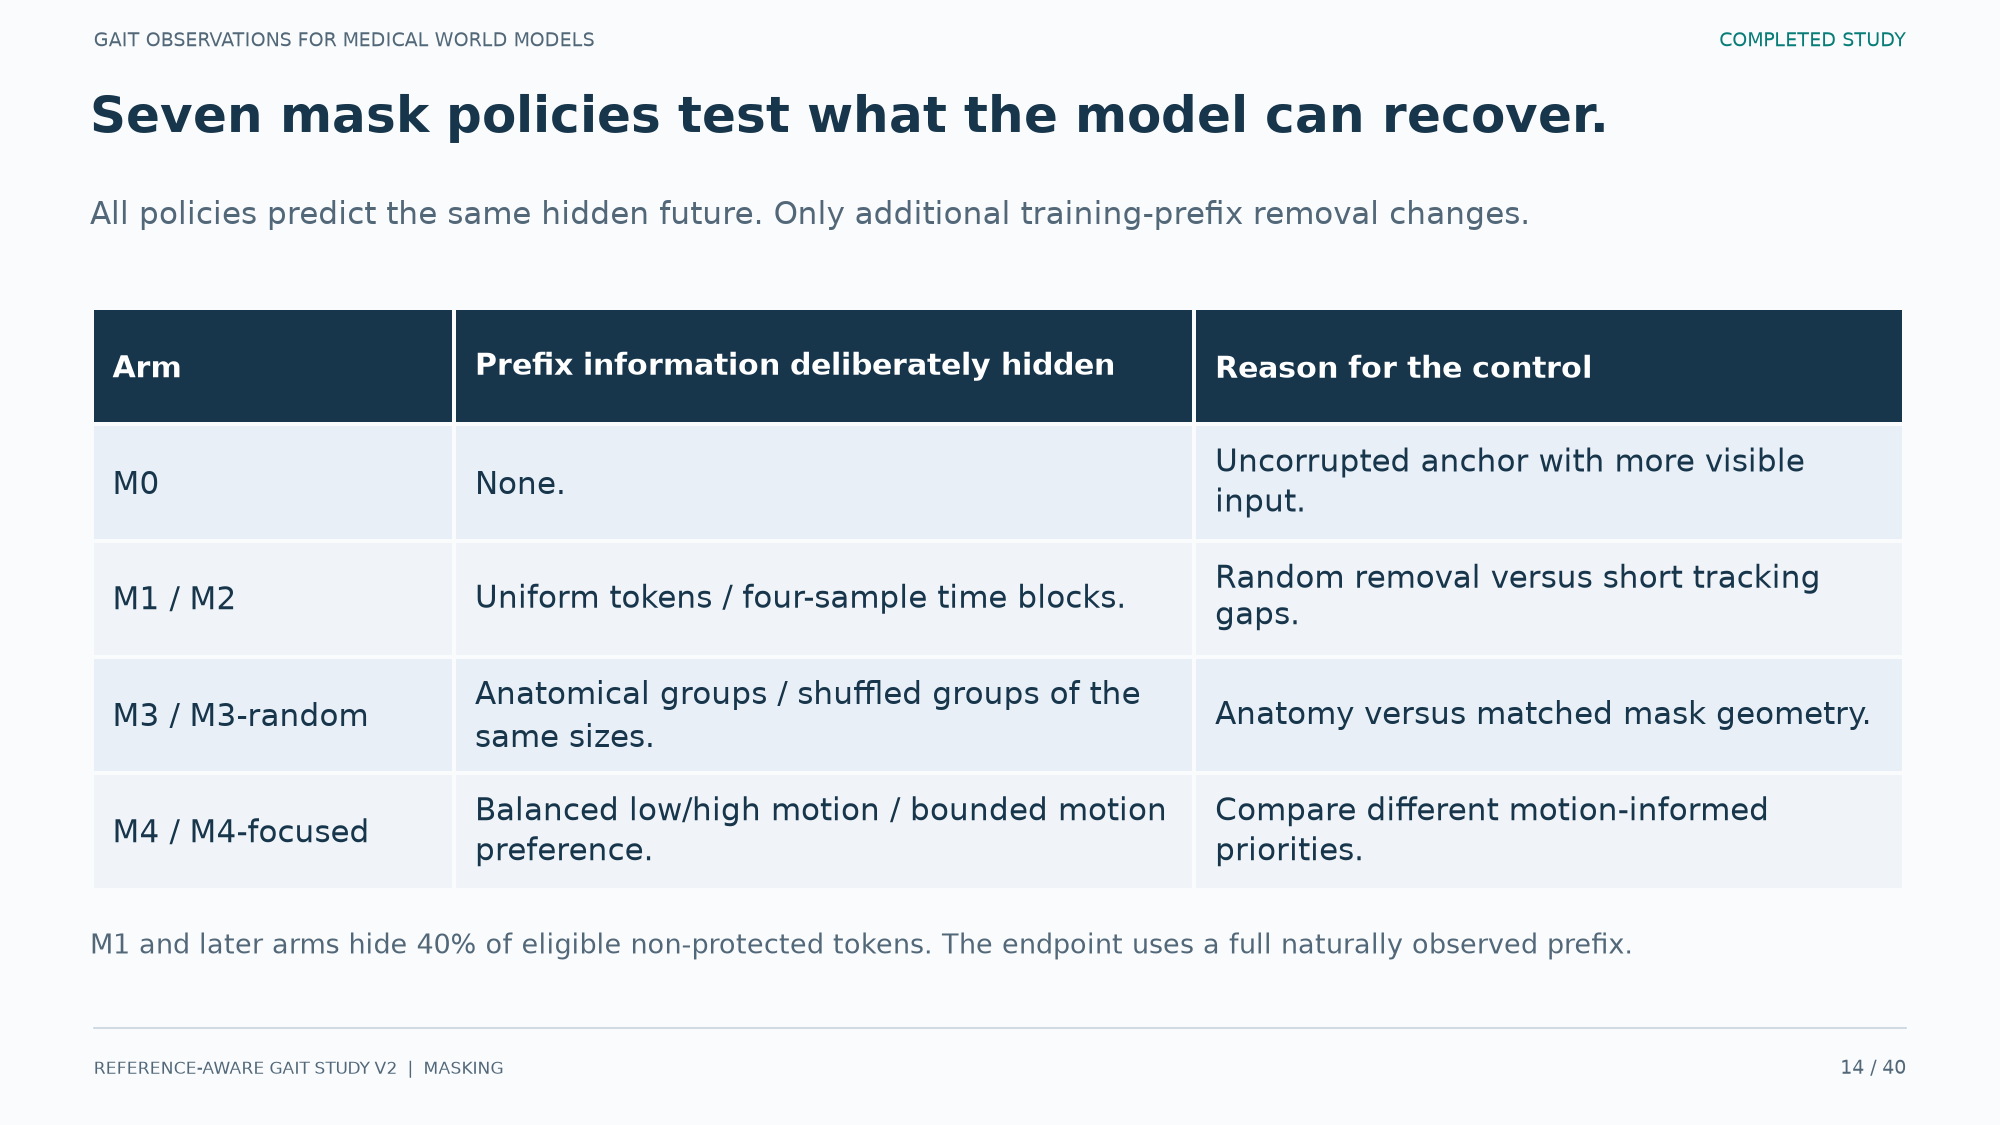 GAIT OBSERVATIONS FOR MEDICAL WORLD MODELS
COMPLETED STUDY
Seven mask policies test what the model can recover.
All policies predict the same hidden future. Only additional training-prefix removal changes.
Arm
Prefix information deliberately hidden
Reason for the control
M0
None.
Uncorrupted anchor with more visible
input.
M1 / M2
Uniform tokens / four-sample time blocks.
Random removal versus short tracking
gaps.
M3 / M3-random
Anatomical groups / shuffled groups of the
same sizes.
Anatomy versus matched mask geometry.
M4 / M4-focused
Balanced low/high motion / bounded motion
preference.
Compare different motion-informed
priorities.
M1 and later arms hide 40% of eligible non-protected tokens. The endpoint uses a full naturally observed prefix.
REFERENCE-AWARE GAIT STUDY V2 | MASKING
14 / 40